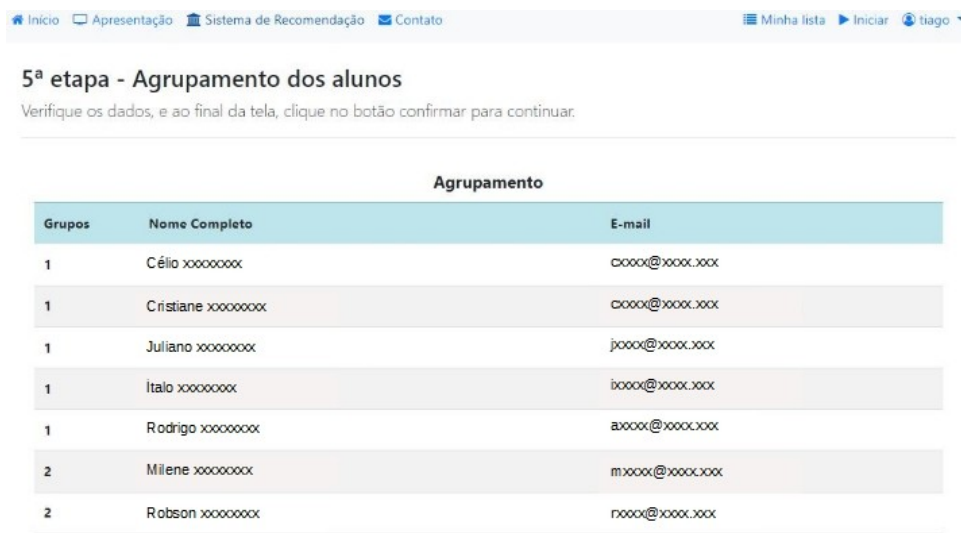 Início Apresentação Sistema de Recomendação Contato Minha lista Iniciar tiago
5ª etapa - Agrupamento dos alunos
Verifique os dados, e ao final da tela, clique no botão confirmar para continuar.
Agrupamento
Grupos Nome Completo E-mail
1 Célio xxxxxxxx cxxxx@xxxx.xxx
1 Cristiane xxxxxxxx cxxxx@xxxx.xxx
1 Juliano xxxxxxxx jxxxx@xxxx.xxx
1 Ítalo xxxxxxxx ixxxx@xxxx.xxx
1 Rodrigo xxxxxxxx axxxx@xxxx.xxx
2 Milene xxxxxxxx mxxxx@xxxx.xxx
2 Robson xxxxxxxx rxxxx@xxxx.xxx